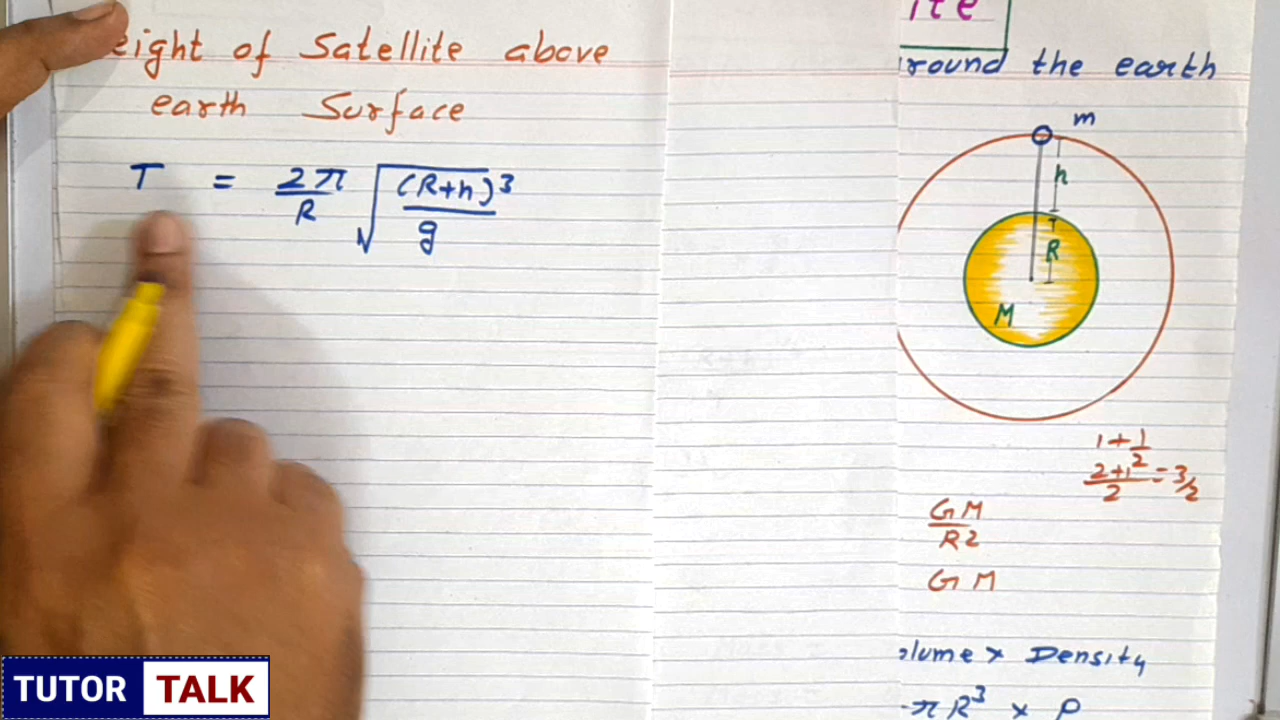 eight of Satellite above
earth Surface
T = 2π/R √((R+h)³/g)
ite
round the earth
m
h
R
M
1+1/2
2+1/2 = 3/2
GM/R2
GM
olume × Density
πR³ × ρ
TUTOR TALK